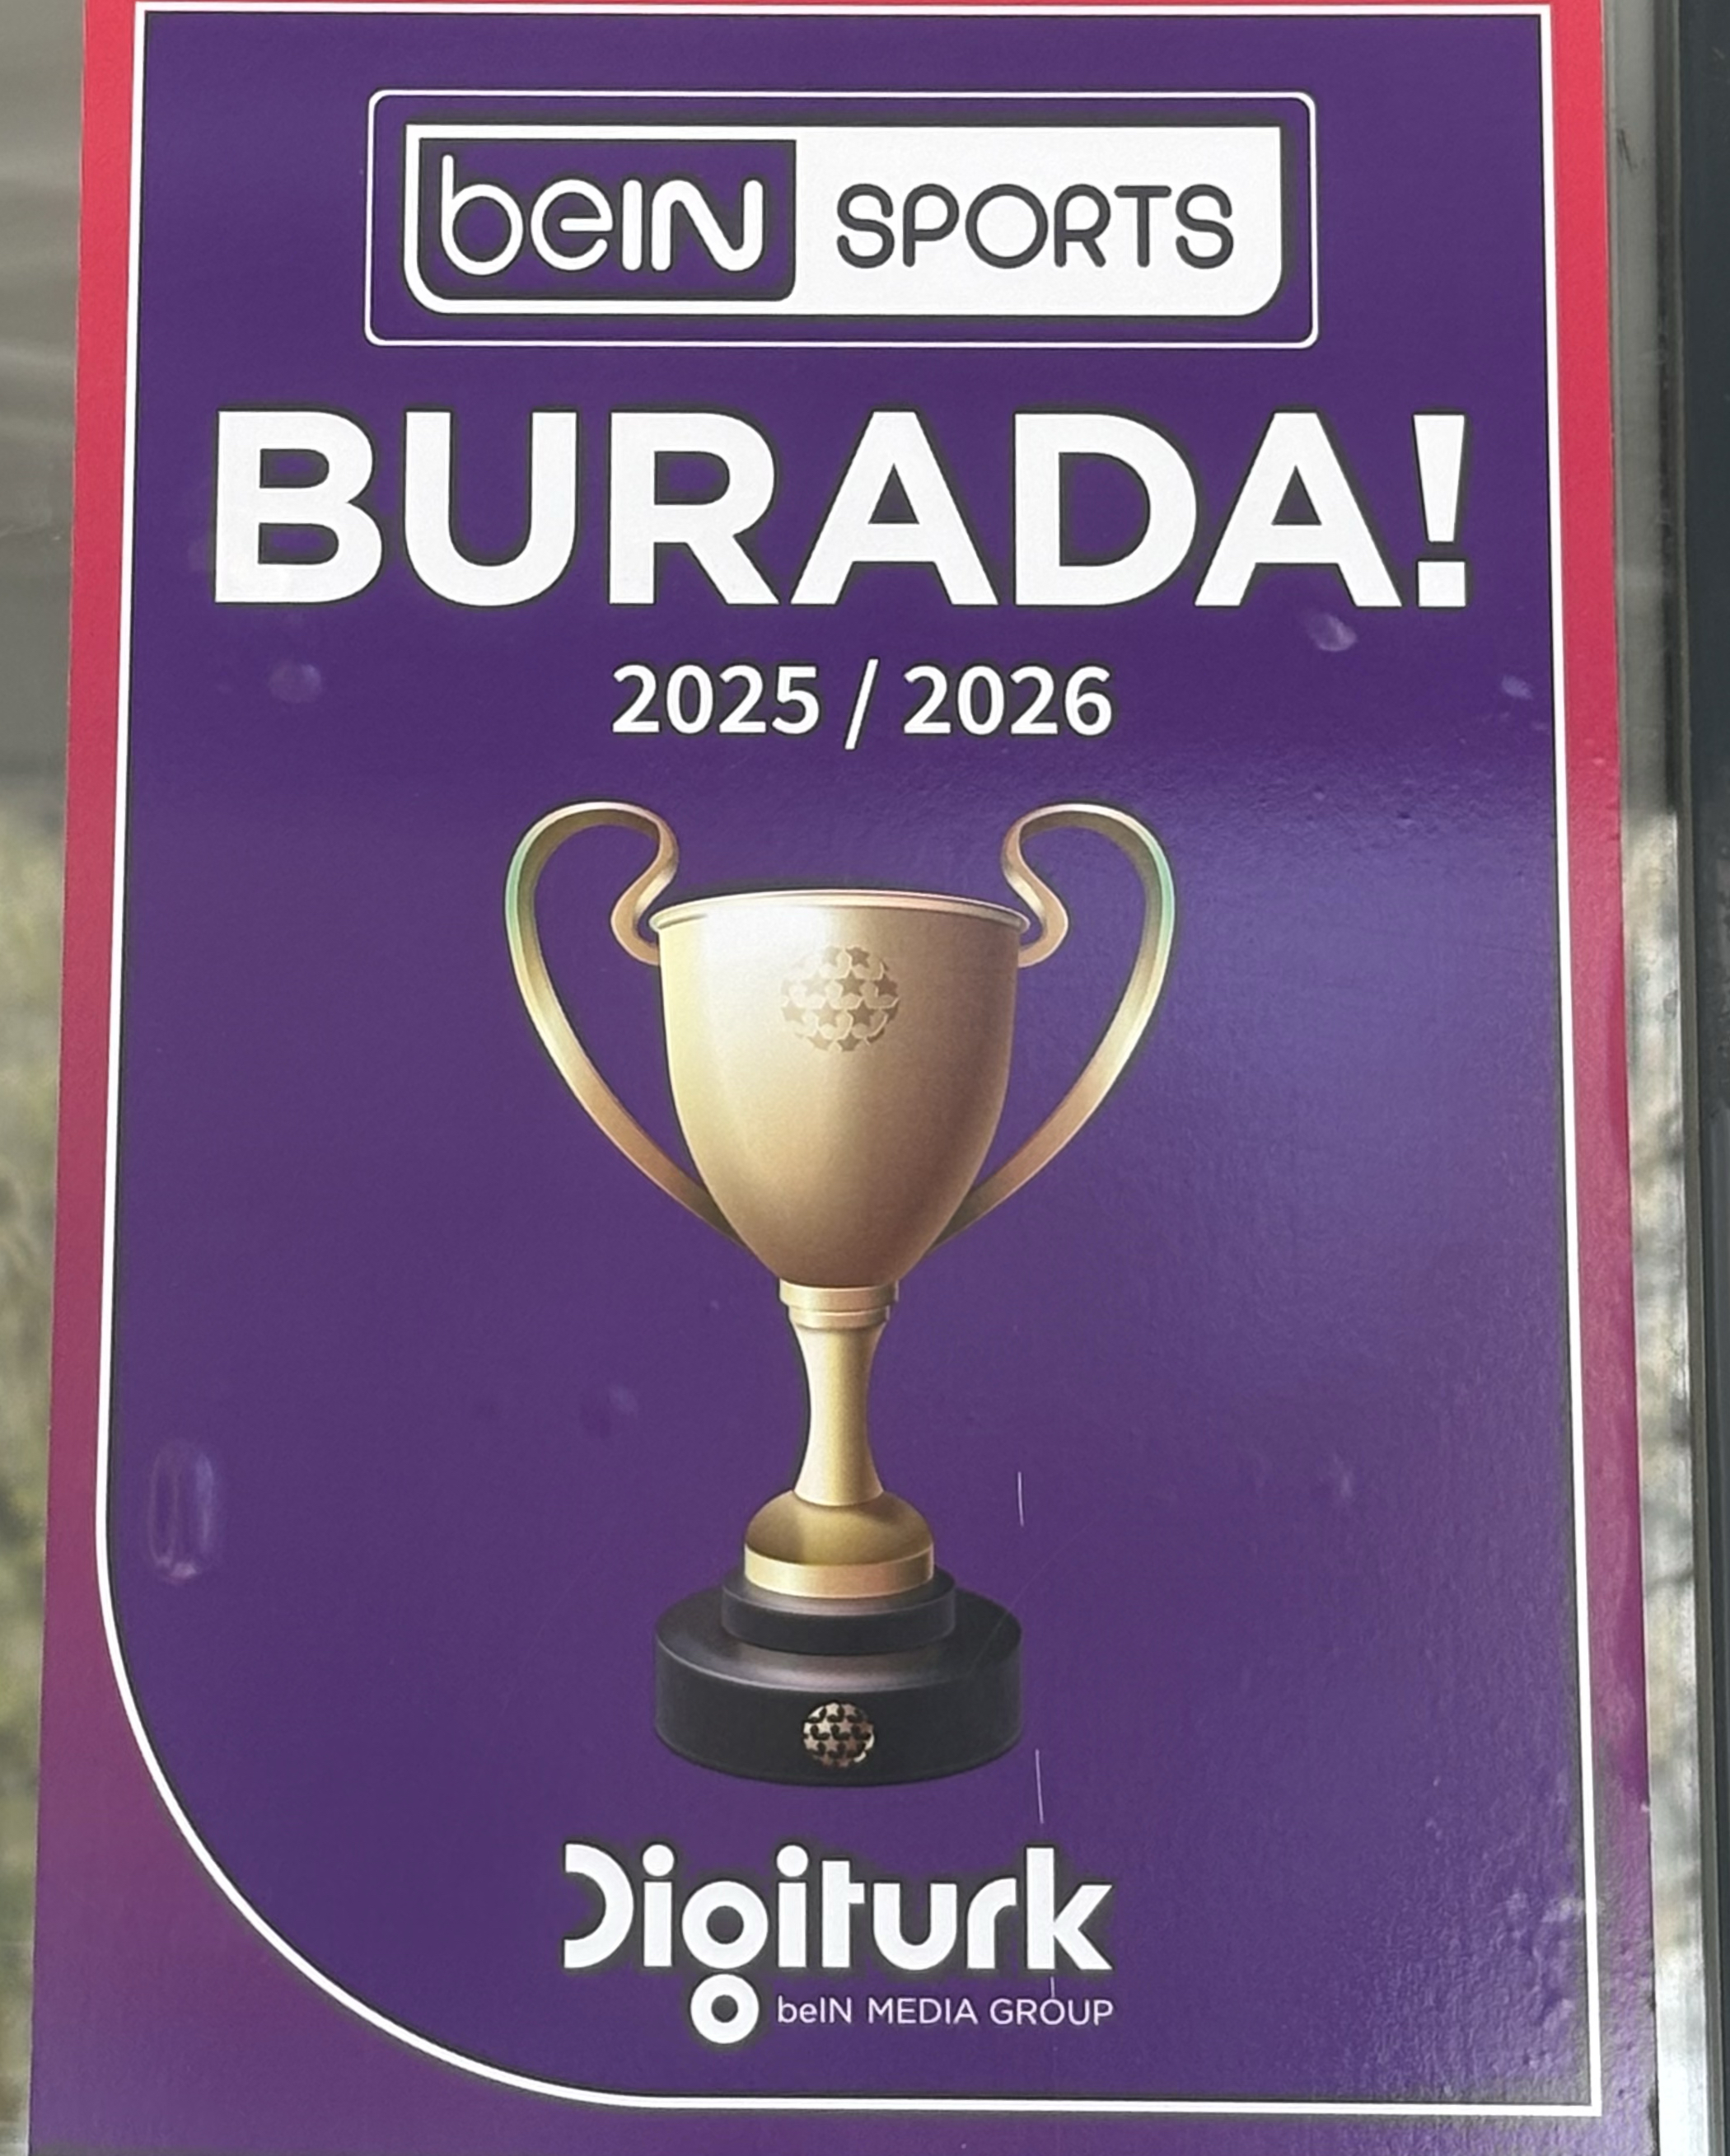 beIN SPORTS
BURADA!
2025 / 2026
Digiturk
beIN MEDIA GROUP